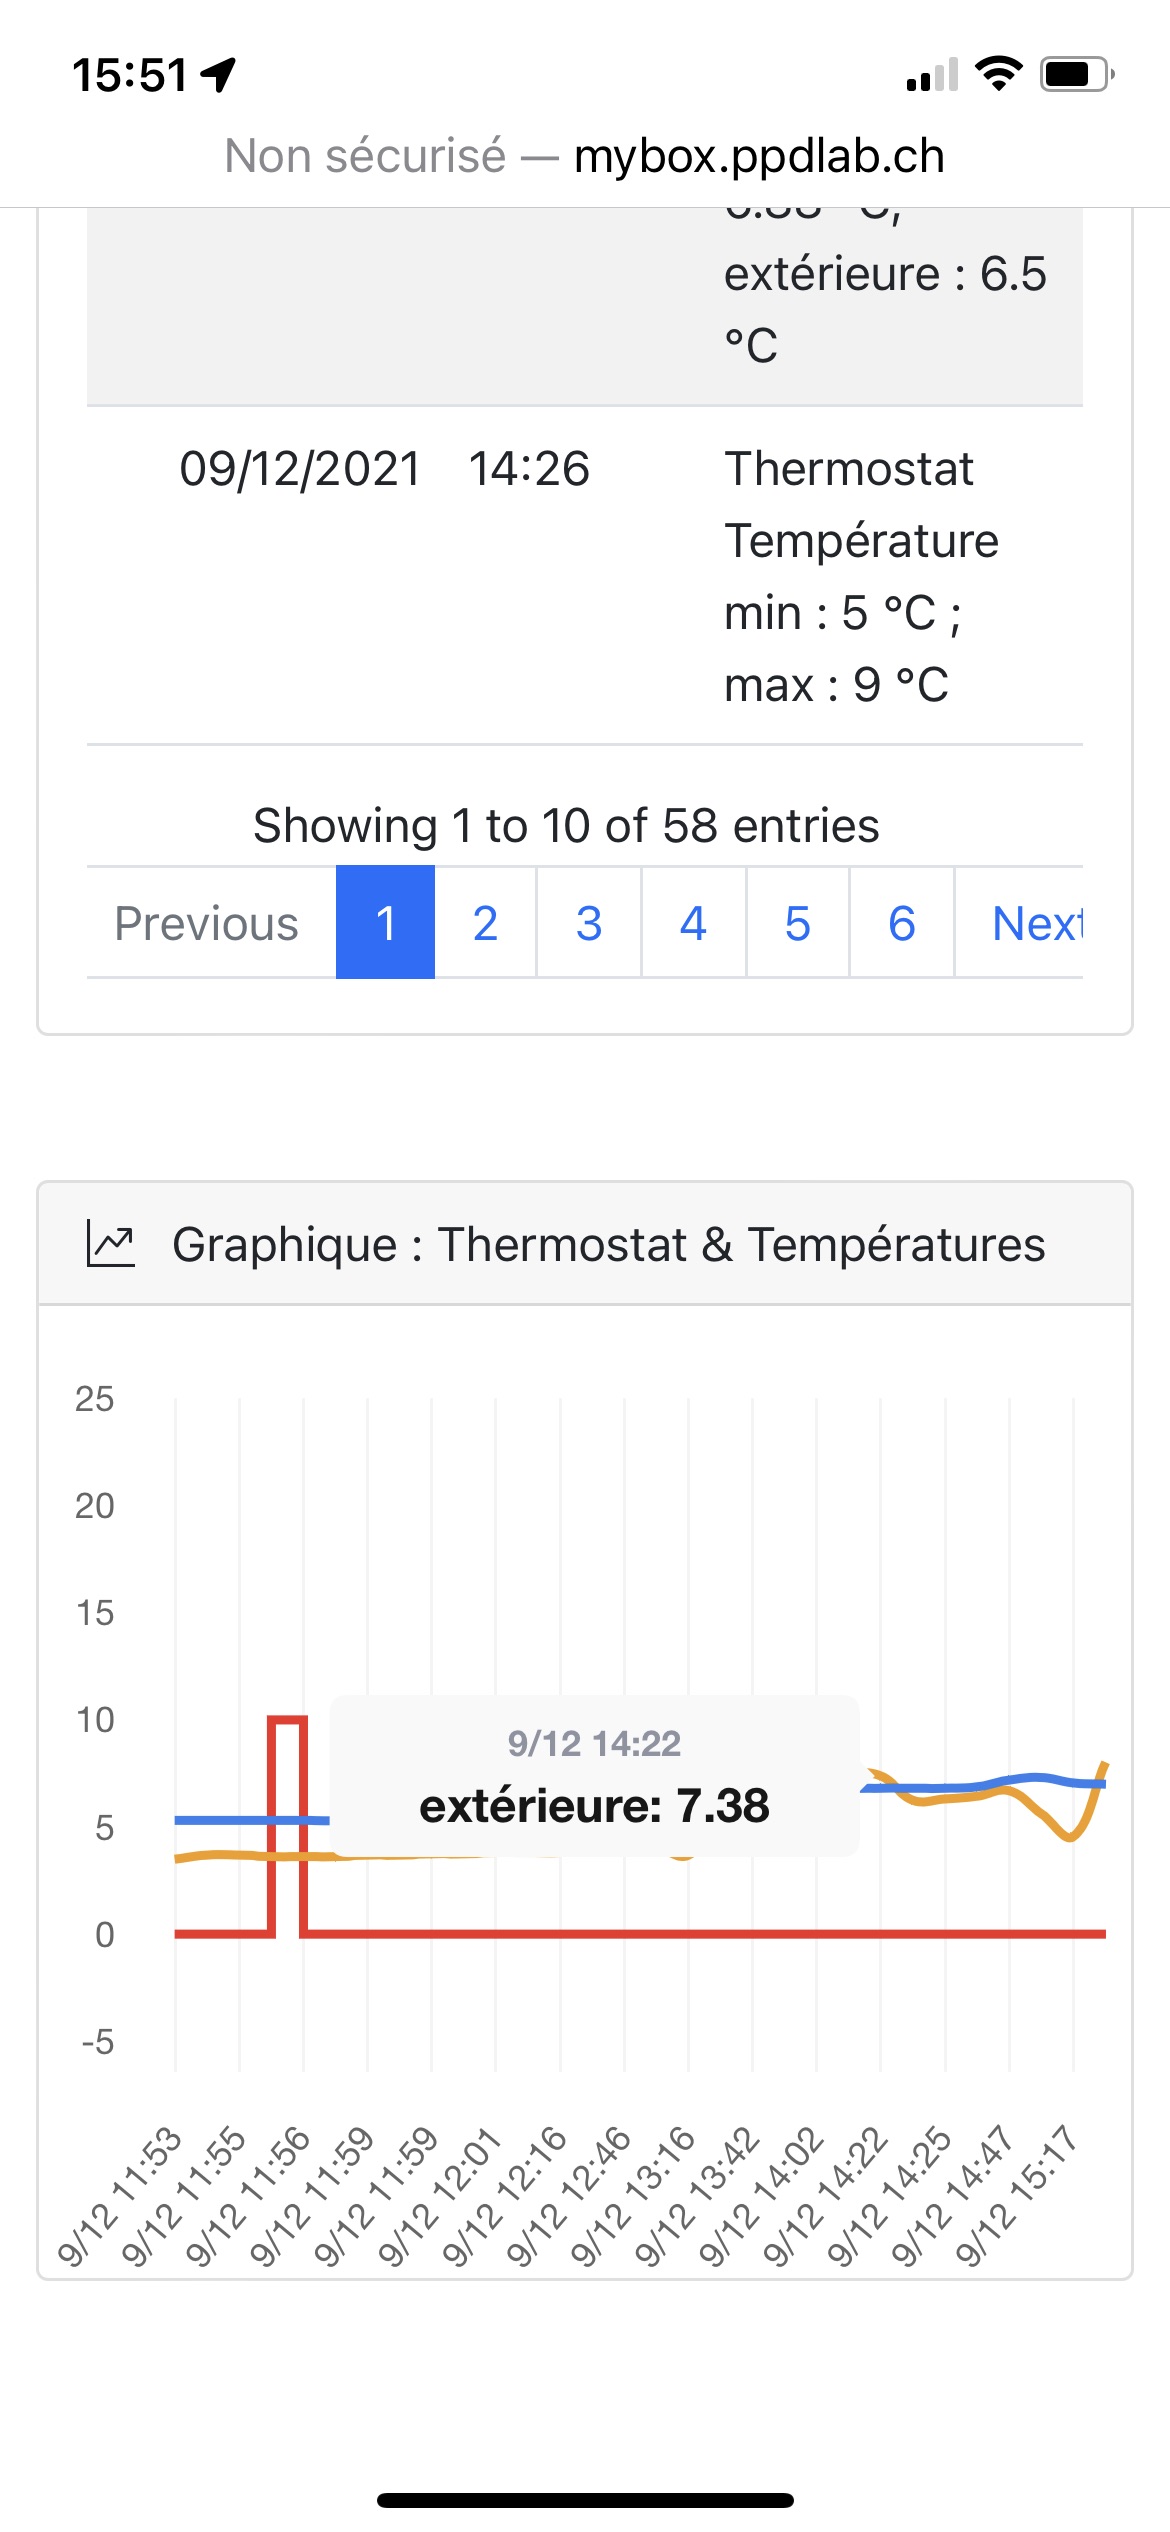 15:51
Non sécurisé — mybox.ppdlab.ch
extérieure : 6.5
°C
09/12/2021 14:26 Thermostat
Température
min : 5 °C ;
max : 9 °C
Showing 1 to 10 of 58 entries
Previous 1 2 3 4 5 6 Next
Graphique : Thermostat & Températures
25
20
15
10
5
0
-5
9/12 14:22
extérieure: 7.38
9/12 11:53
9/12 11:55
9/12 11:56
9/12 11:59
9/12 11:59
9/12 12:01
9/12 12:16
9/12 12:46
9/12 13:16
9/12 13:42
9/12 14:02
9/12 14:22
9/12 14:25
9/12 14:47
9/12 15:17